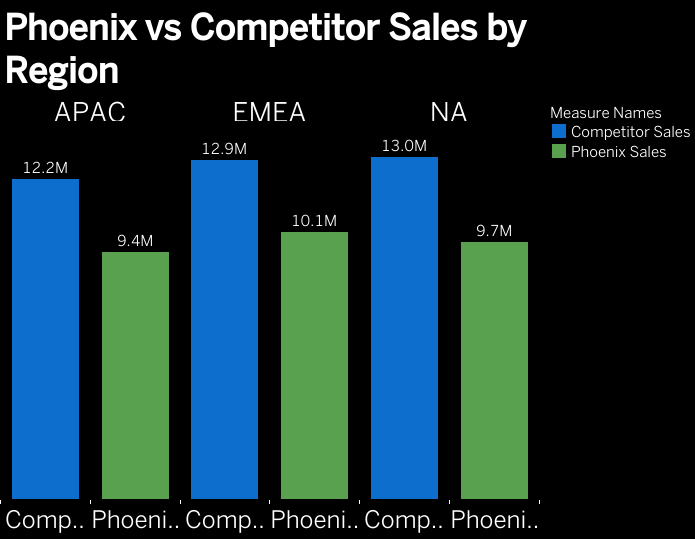 Phoenix vs Competitor Sales by
Region
APAC EMEA NA
Measure Names
Competitor Sales
Phoenix Sales
12.2M 9.4M 12.9M 10.1M 13.0M 9.7M
Comp.. Phoeni.. Comp.. Phoeni.. Comp.. Phoeni..